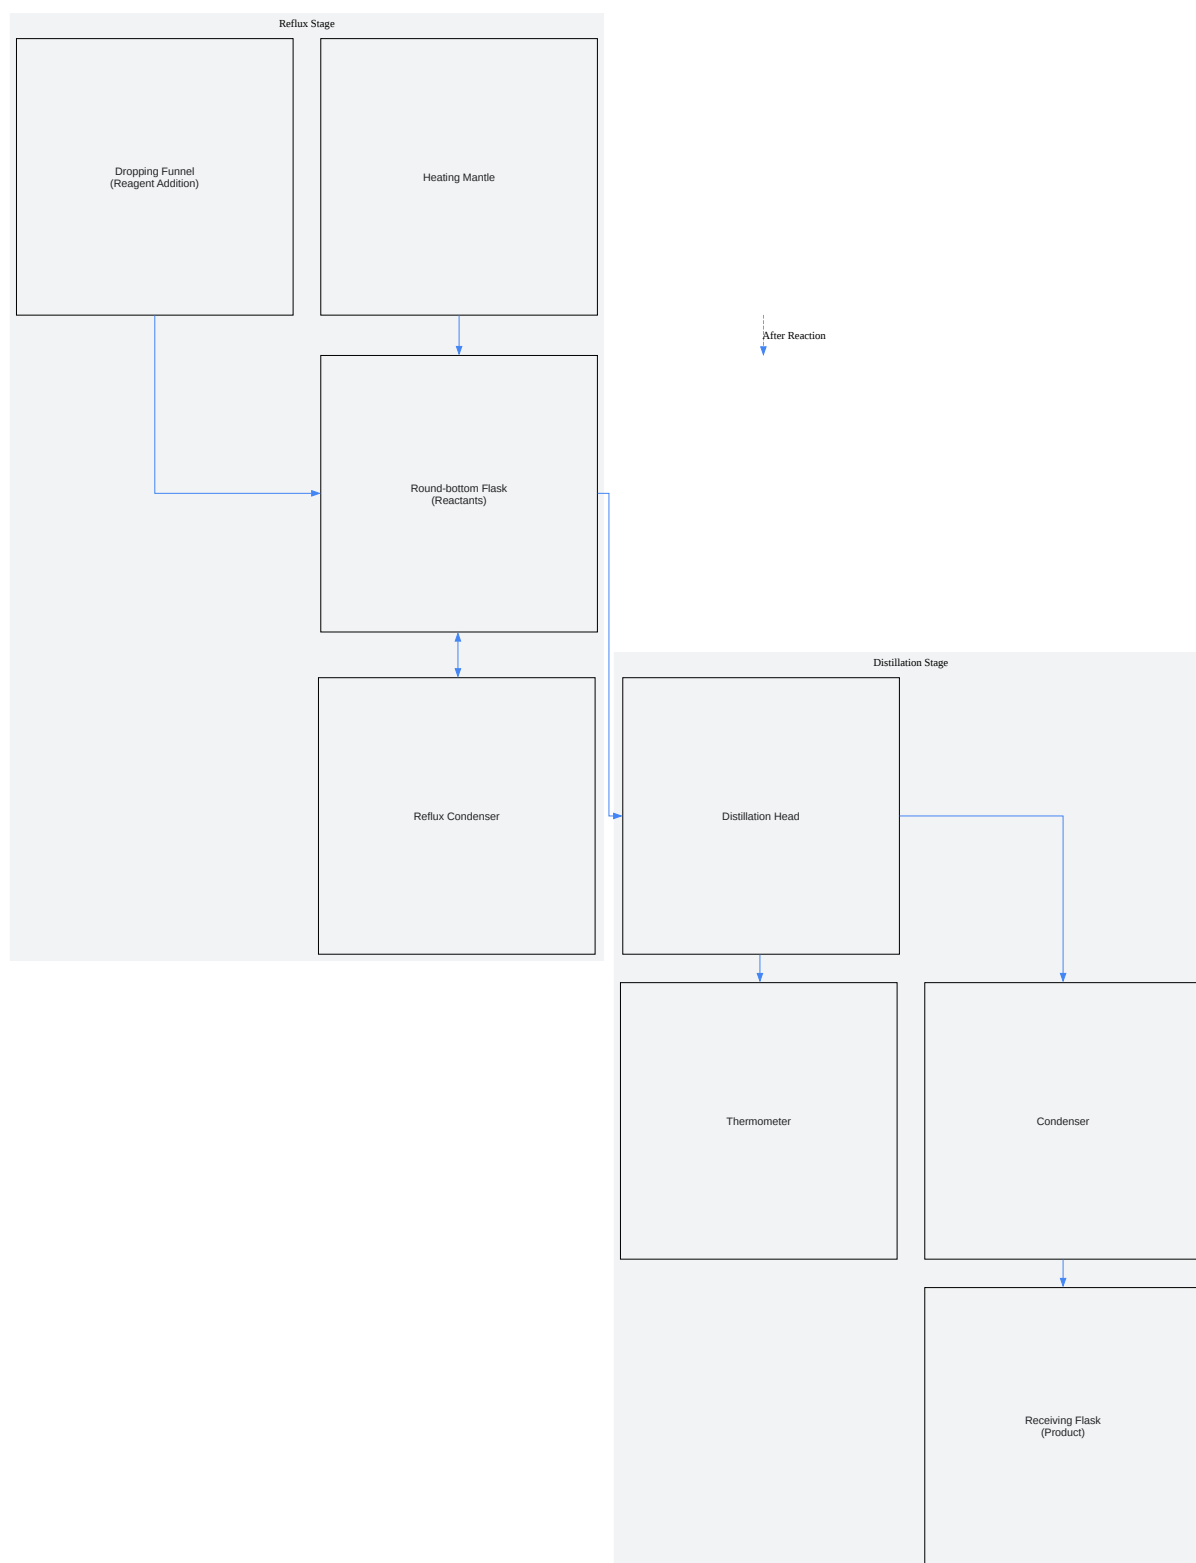 Reflux Stage
Dropping Funnel
(Reagent Addition)
Heating Mantle
After Reaction
Round-bottom Flask
(Reactants)
Distillation Stage
Reflux Condenser
Distillation Head
Thermometer
Condenser
Receiving Flask
(Product)